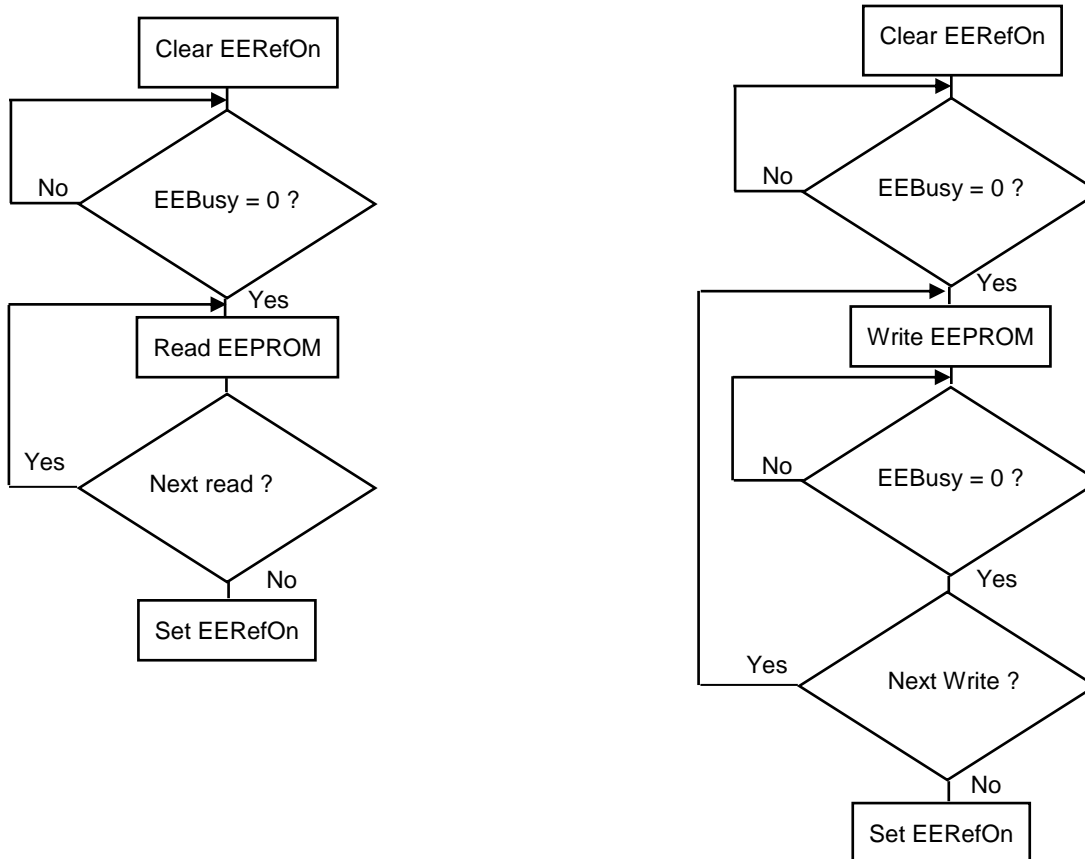 Clear EERefOn
No
EEBusy = 0 ?
Yes
Read EEPROM
Yes
Next read ?
No
Set EERefOn
Clear EERefOn
No
EEBusy = 0 ?
Yes
Write EEPROM
No
EEBusy = 0 ?
Yes
Yes
Next Write ?
No
Set EERefOn